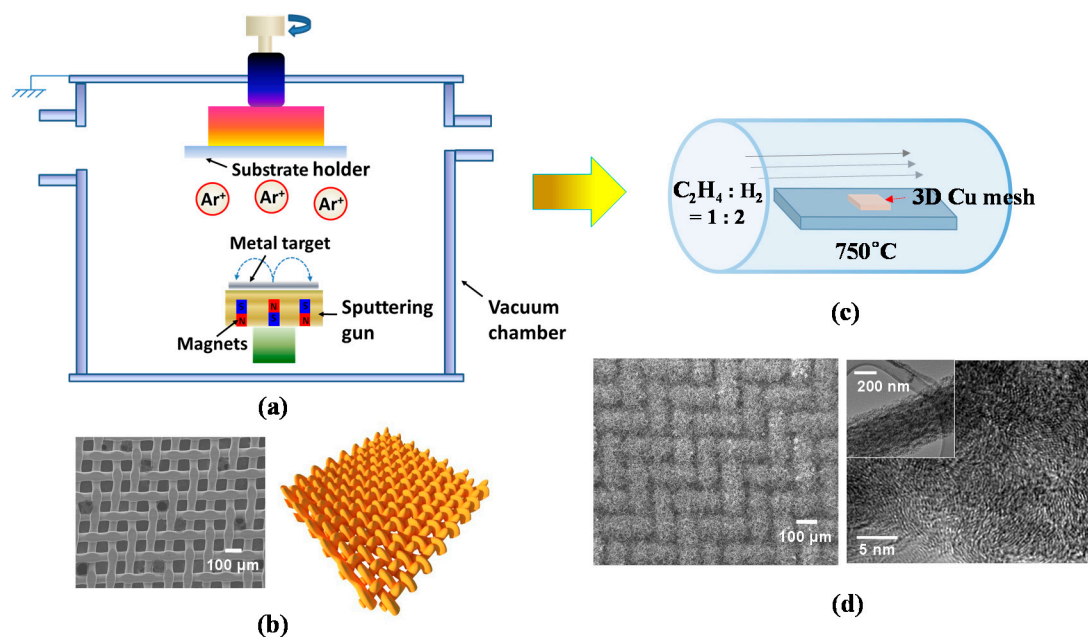 Substrate holder
Ar⁺
Ar⁺
Ar⁺
Metal target
S
N
S
N
S
N
Sputtering
gun
Magnets
Vacuum
chamber
(a)
C₂H₄ : H₂
= 1 : 2
3D Cu mesh
750°C
(c)
100 µm
(b)
100 µm
200 nm
5 nm
(d)